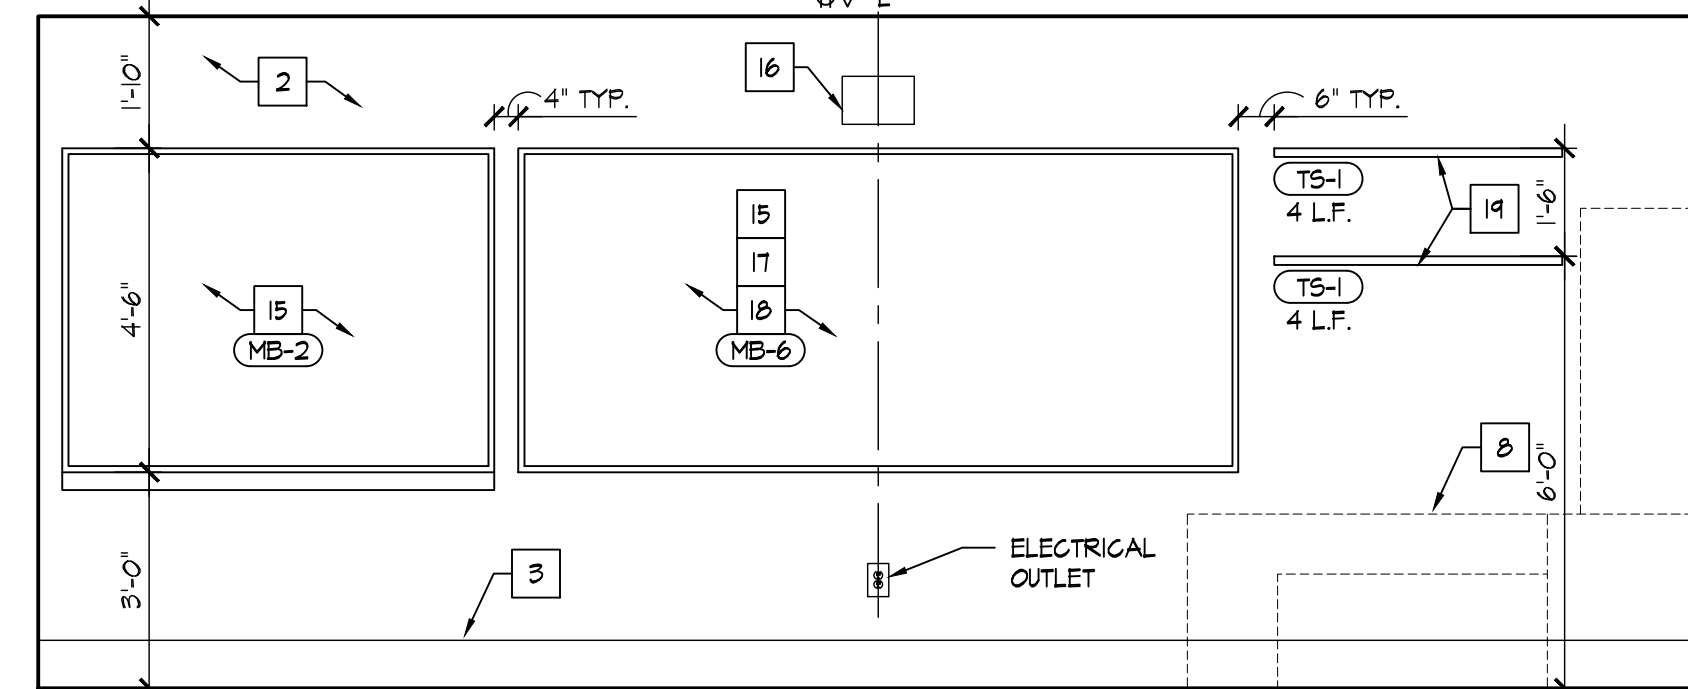 1'-10"
2
4" TYP.
16
6" TYP.
TS-1
4 L.F.
19
1'-6"
15
17
18
MB-6
4'-6"
15
MB-2
TS-1
4 L.F.
8
6'-0"
ELECTRICAL
OUTLET
3
3'-0"